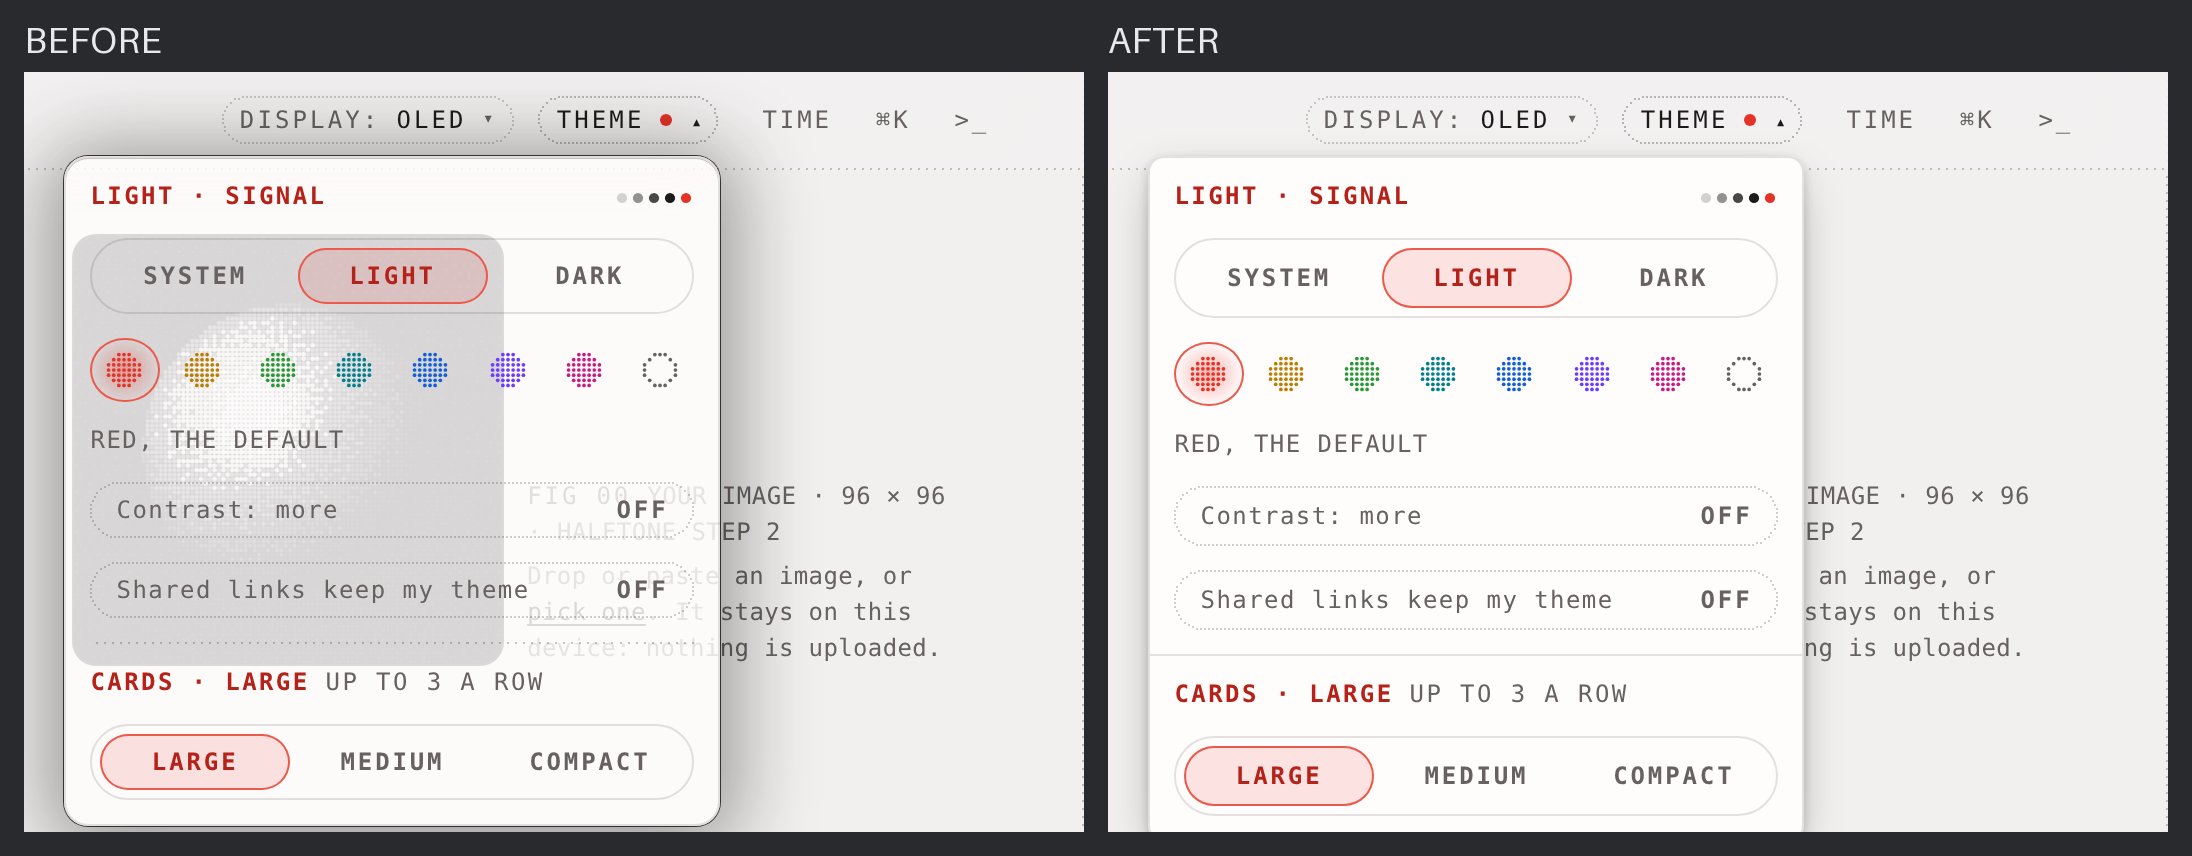 BEFORE
DISPLAY: OLED ▾ THEME ● ▴ TIME ⌘K >_
LIGHT · SIGNAL
SYSTEM LIGHT DARK
RED, THE DEFAULT
FIG 00 YOUR IMAGE · 96 × 96
Contrast: more OFF
· HALFTONE STEP 2
Drop or paste an image, or
Shared links keep my theme OFF
pick one. It stays on this
device: nothing is uploaded.
CARDS · LARGE UP TO 3 A ROW
LARGE MEDIUM COMPACT
AFTER
DISPLAY: OLED ▾ THEME ● ▴ TIME ⌘K >_
LIGHT · SIGNAL
SYSTEM LIGHT DARK
RED, THE DEFAULT
IMAGE · 96 × 96
Contrast: more OFF
EP 2
an image, or
Shared links keep my theme OFF
stays on this
ng is uploaded.
CARDS · LARGE UP TO 3 A ROW
LARGE MEDIUM COMPACT